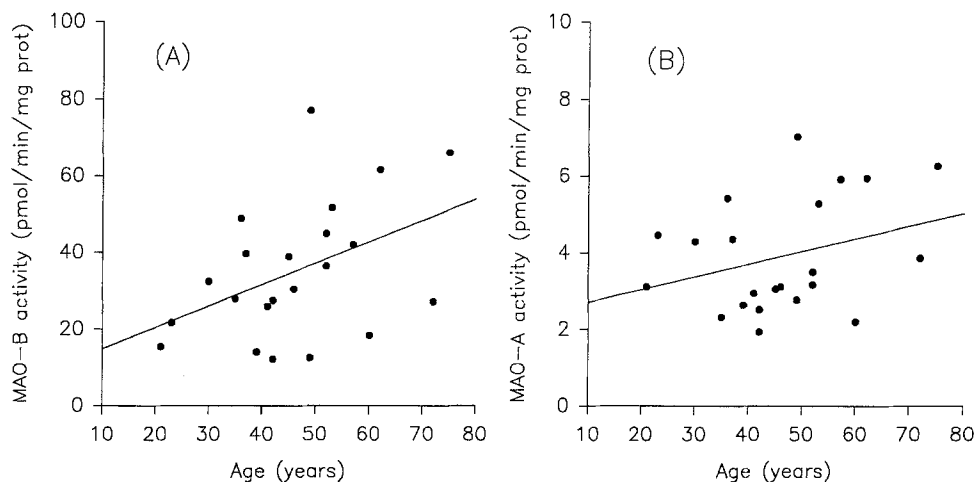 (A)
MAO-B activity (pmol/min/mg prot)
100
80
60
40
20
0
10 20 30 40 50 60 70 80
Age (years)
(B)
MAO-A activity (pmol/min/mg prot)
10
8
6
4
2
0
10 20 30 40 50 60 70 80
Age (years)